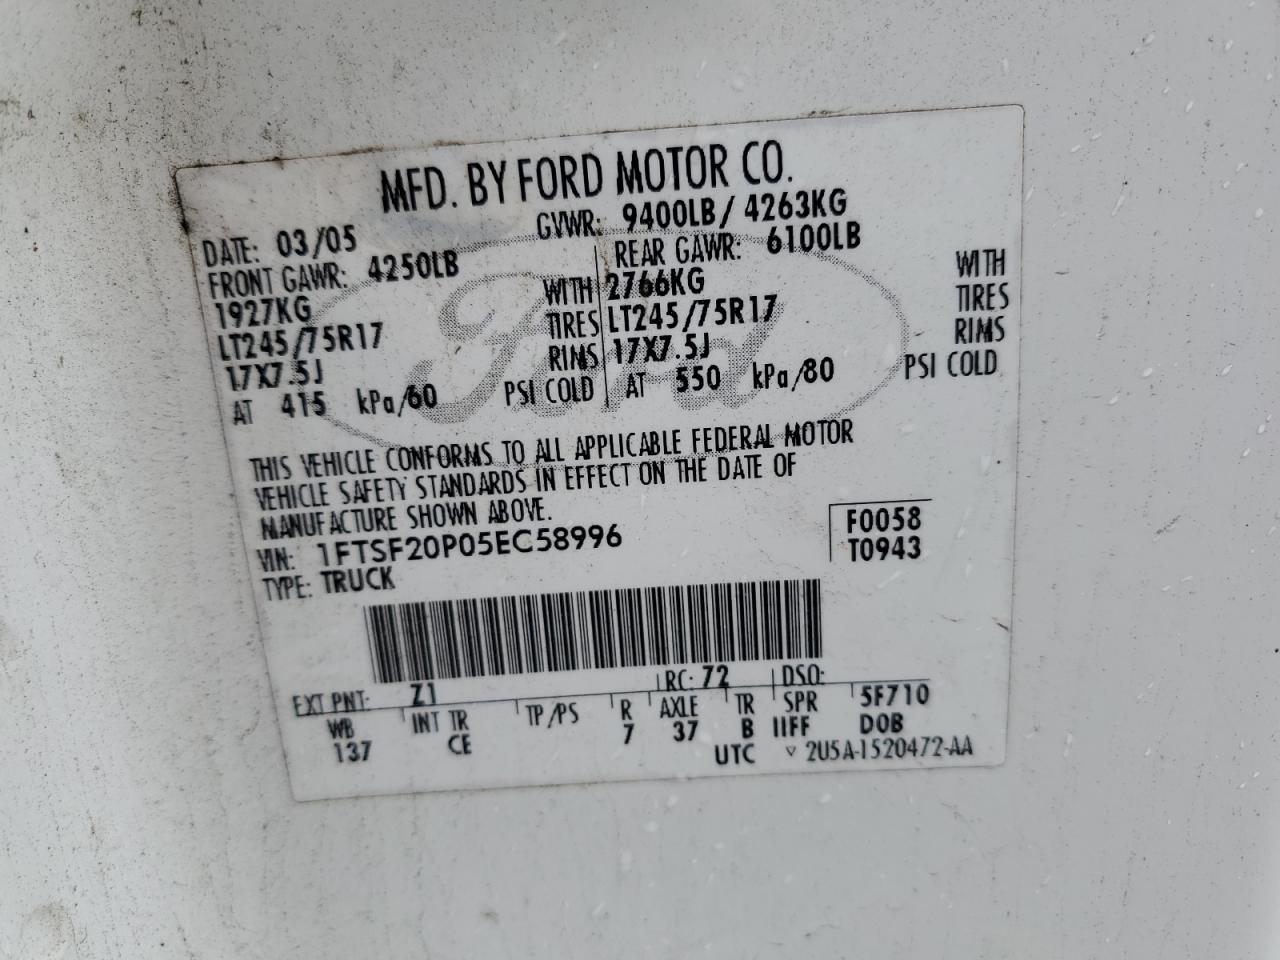 MFD. BY FORD MOTOR CO.
DATE: 03/05 GVWR: 9400LB/ 4263KG
FRONT GAWR: 4250LB REAR GAWR: 6100LB
1927KG WITH 2766KG WITH
LT245/75R17 TIRES LT245/75R17 TIRES
17X7.5J RIMS 17X7.5J RIMS
AT 415 kPa/60 PSI COLD AT 550 kPa/80 PSI COLD
Ford
THIS VEHICLE CONFORMS TO ALL APPLICABLE FEDERAL MOTOR
VEHICLE SAFETY STANDARDS IN EFFECT ON THE DATE OF
MANUFACTURE SHOWN ABOVE.
VIN: 1FTSF20P05EC58996 F0058
TYPE: TRUCK T0943
EXT PNT: Z1 RC: 72 DSO:
WB INT TR TP/PS R AXLE TR SPR 5F710
137 CE 7 37 B IIFF DOB
UTC ▽ 2U5A-1520472-AA